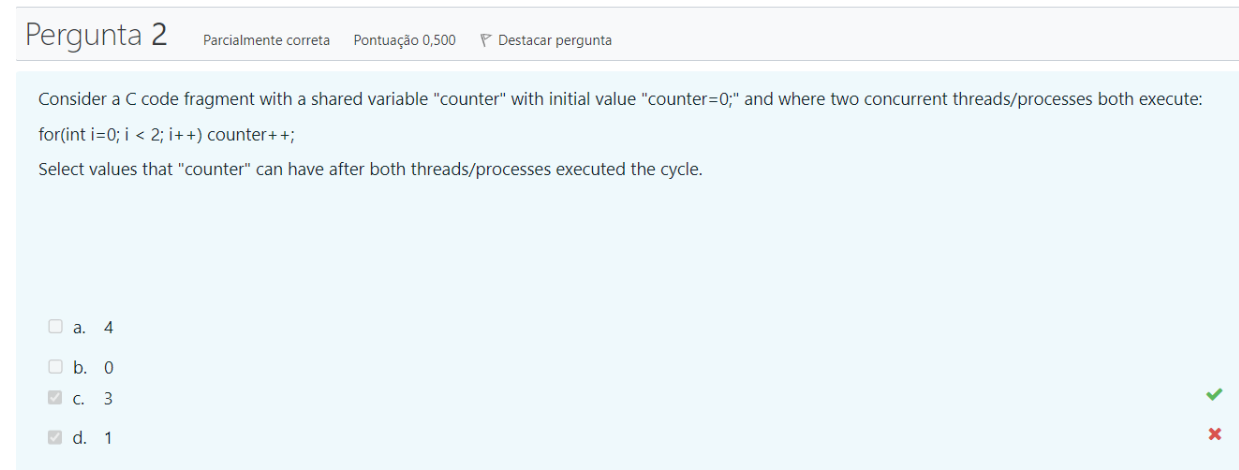 Pergunta 2 Parcialmente correta Pontuação 0,500 Destacar pergunta
Consider a C code fragment with a shared variable "counter" with initial value "counter=0;" and where two concurrent threads/processes both execute:
for(int i=0; i < 2; i++) counter++;
Select values that "counter" can have after both threads/processes executed the cycle.
a. 4
b. 0
c. 3
d. 1